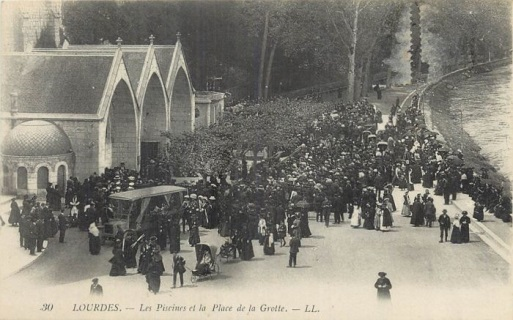 30 LOURDES. - Les Piscines et la Place de la Grotte. - LL.